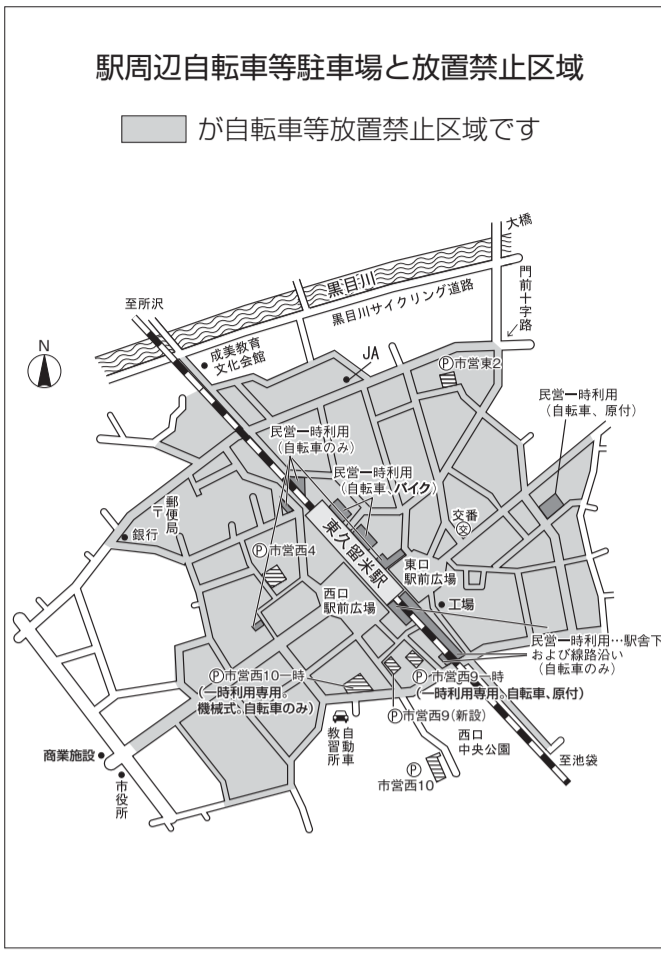 駅周辺自転車等駐車場と放置禁止区域
が自転車等放置禁止区域です
大橋
黒目川
黒目川サイクリング道路
門前十字路
至所沢
N
成美教育
文化会館
JA
Ⓟ市営東2
民営一時利用
(自転車、原付)
民営一時利用
(自転車のみ)
民営一時利用
(自転車、バイク)
郵便局
〒
銀行
交番
交
Ⓟ市営西4
東久留米駅
東口
駅前広場
西口
駅前広場
工場
民営一時利用…駅舎下
および線路沿い
(自転車のみ)
Ⓟ市営西10一時
(一時利用専用。
機械式。自転車のみ)
Ⓟ市営西9一時
(一時利用専用。自転車、原付)
Ⓟ市営西9(新設)
自動車
教習所
西口
中央公園
至池袋
商業施設
市役所
Ⓟ
市営西10